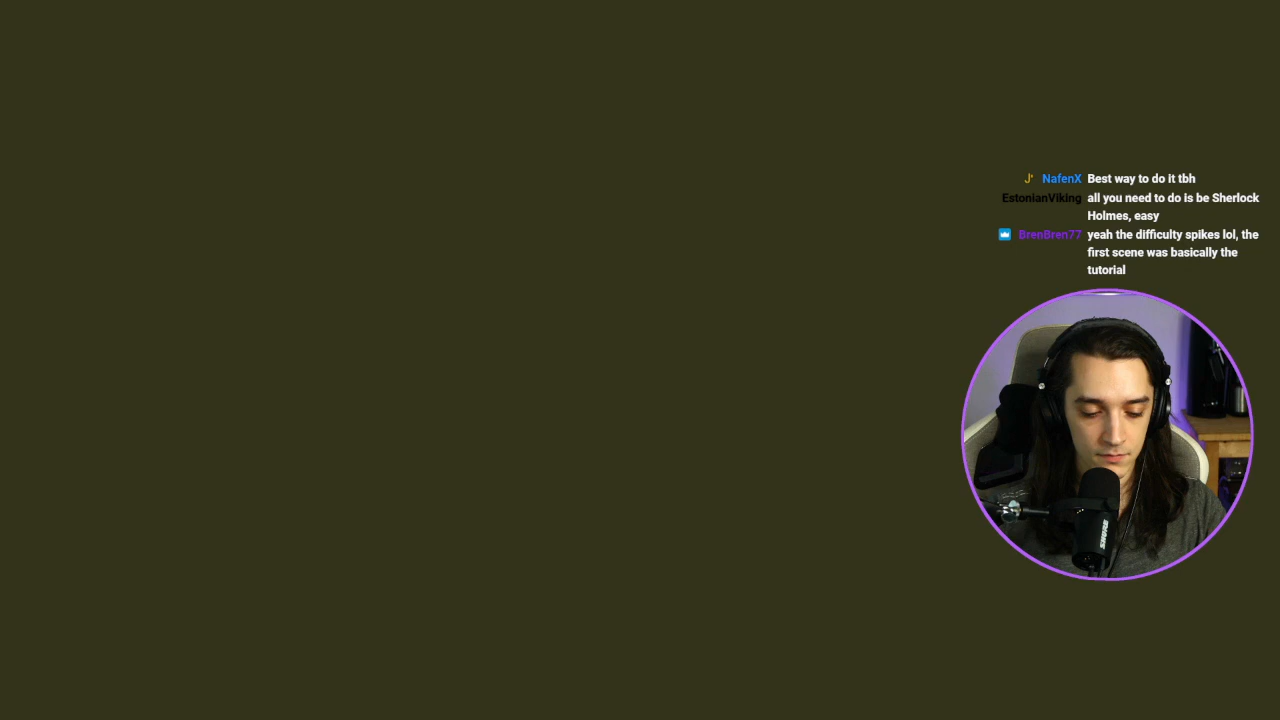 NafenX Best way to do it tbh
EstonianViking all you need to do is be Sherlock
Holmes, easy
BrenBren77 yeah the difficulty spikes lol, the
first scene was basically the
tutorial
SHURE